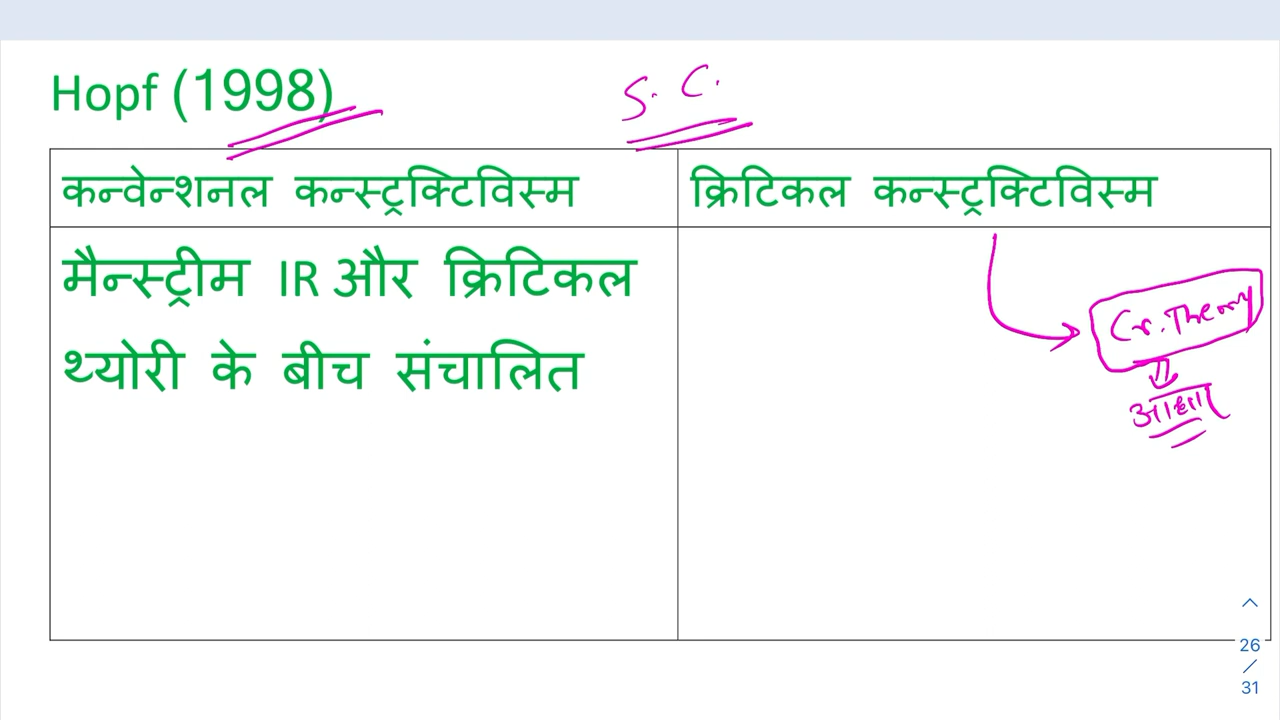 Hopf (1998)
S. C.
कन्वेन्शनल कन्स्ट्रक्टिविस्म
क्रिटिकल कन्स्ट्रक्टिविस्म
मैन्स्ट्रीम IR और क्रिटिकल
थ्योरी के बीच संचालित
Cr. Theory
आधार
26
/
31